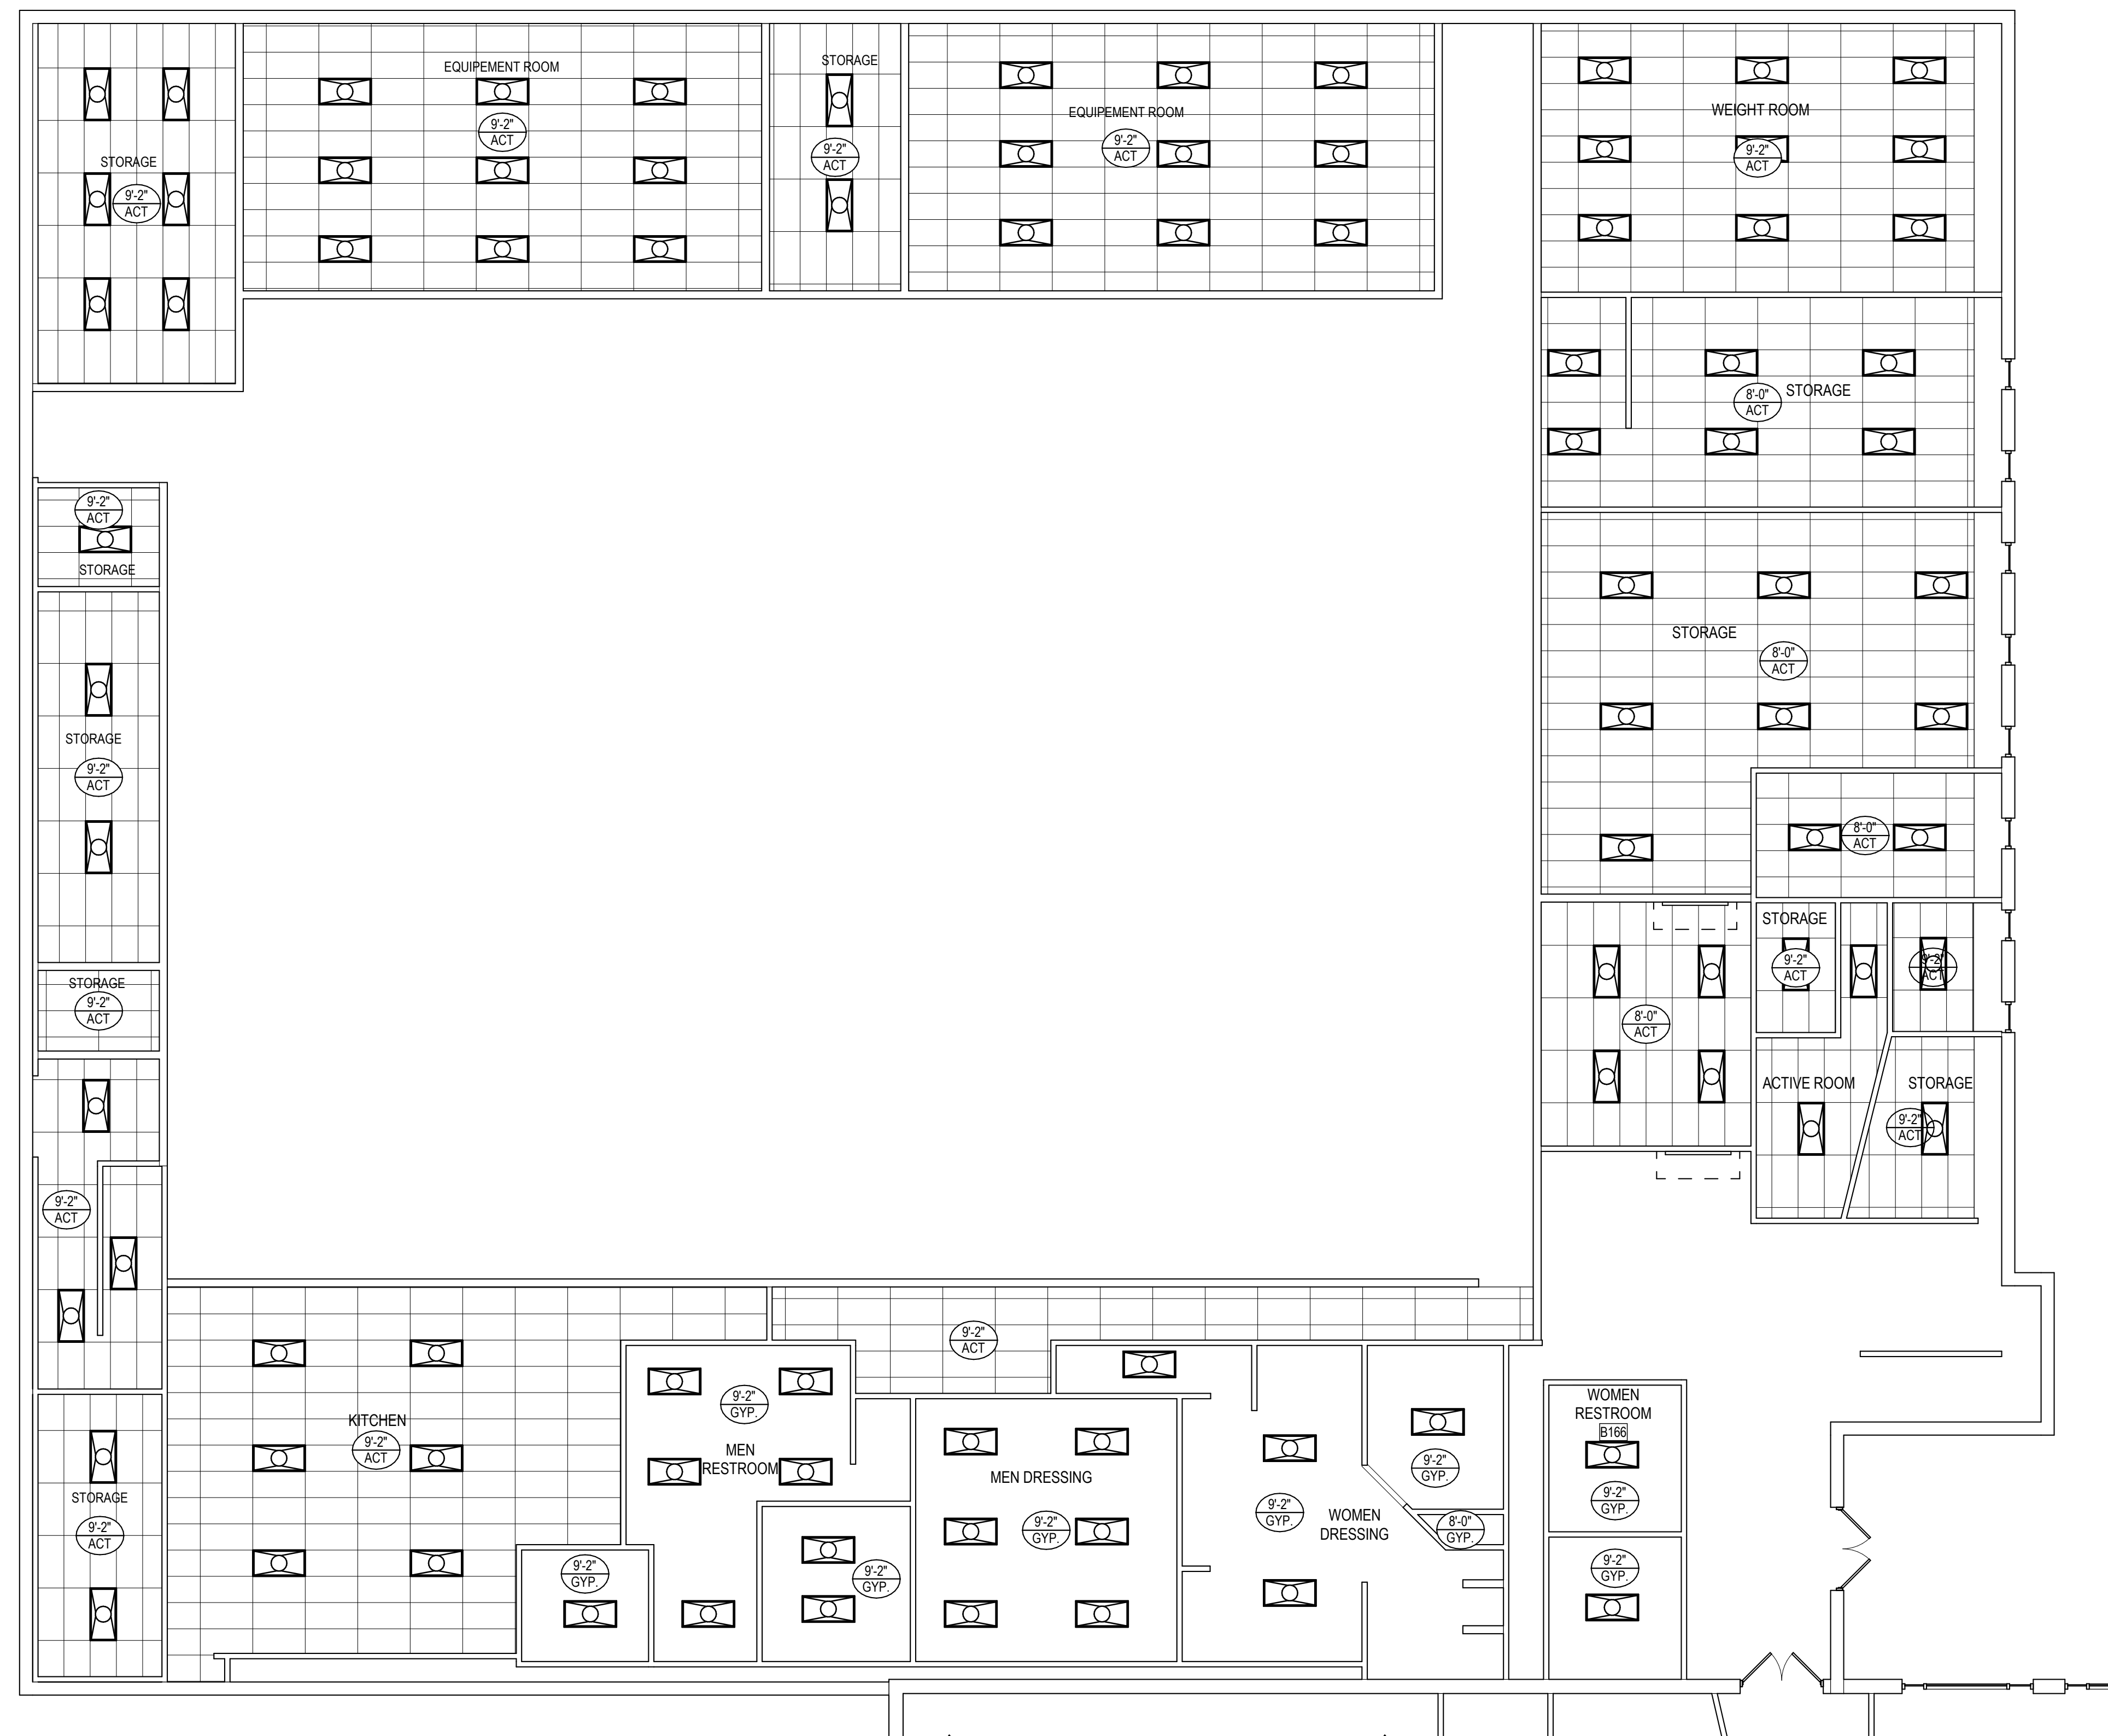 EQUIPEMENT ROOM
9'-2"
ACT
STORAGE
9'-2"
ACT
EQUIPEMENT ROOM
9'-2"
ACT
WEIGHT ROOM
9'-2"
ACT
STORAGE
9'-2"
ACT
8'-0"
ACT
STORAGE
9'-2"
ACT
STORAGE
STORAGE
8'-0"
ACT
STORAGE
9'-2"
ACT
8'-0"
ACT
STORAGE
9'-2"
ACT
9'-2"
ACT
STORAGE
9'-2"
ACT
8'-0"
ACT
ACTIVE ROOM
STORAGE
9'-2"
ACT
9'-2"
ACT
9'-2"
ACT
KITCHEN
9'-2"
ACT
9'-2"
GYP.
MEN
RESTROOM
MEN DRESSING
9'-2"
GYP.
9'-2"
GYP.
WOMEN
DRESSING
9'-2"
GYP.
8'-0"
GYP.
WOMEN
RESTROOM
B166
9'-2"
GYP.
STORAGE
9'-2"
ACT
9'-2"
GYP.
9'-2"
GYP.
9'-2"
GYP.